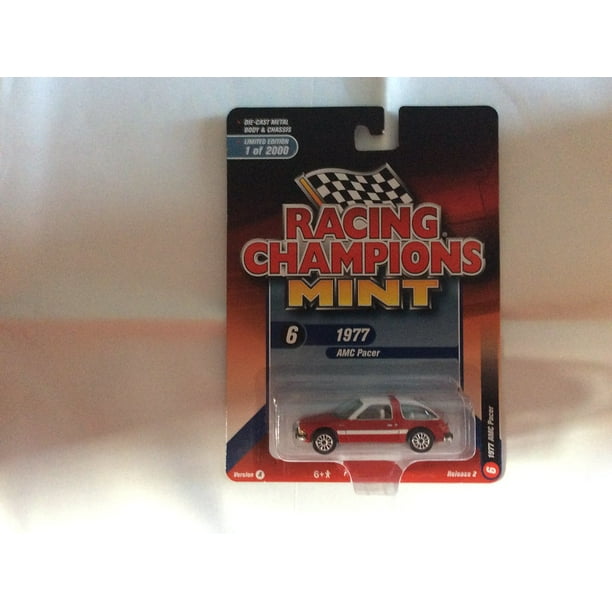 DIE-CAST METAL
BODY & CHASSIS
LIMITED EDITION
1 of 2000
RACING
CHAMPIONS
MINT
6 1977
AMC Pacer
1977 AMC Pacer
6
Version 4
6+
Release 2